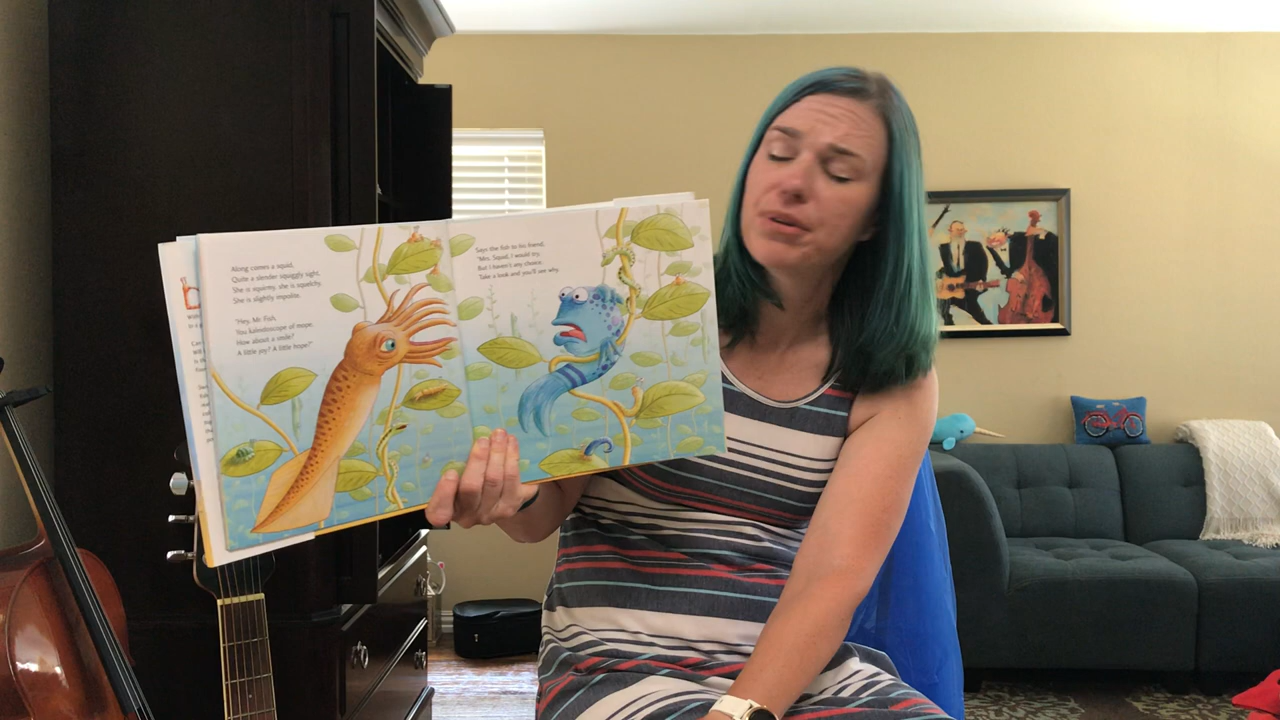 Along comes a squid,
Quite a slender squiggly sight,
She is squirmy, she is squelchy,
She is slightly impolite.
"Hey, Mr. Fish,
You kaleidoscope of mope,
How about a smile?
A little joy? A little hope?"
Says the fish to his friend,
"Mrs. Squid, I would try,
But I haven't any choice.
Take a look and you'll see why.